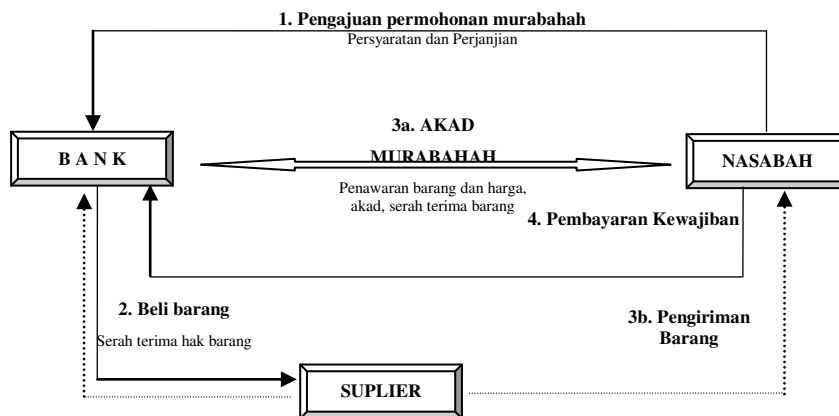 1. Pengajuan permohonan murabahah
Persyaratan dan Perjanjian
3a. AKAD
MURABAHAH
B A N K
NASABAH
Penawaran barang dan harga,
akad, serah terima barang,
4. Pembayaran Kewajiban
2. Beli barang
Serah terima hak barang
3b. Pengiriman
Barang
SUPLIER